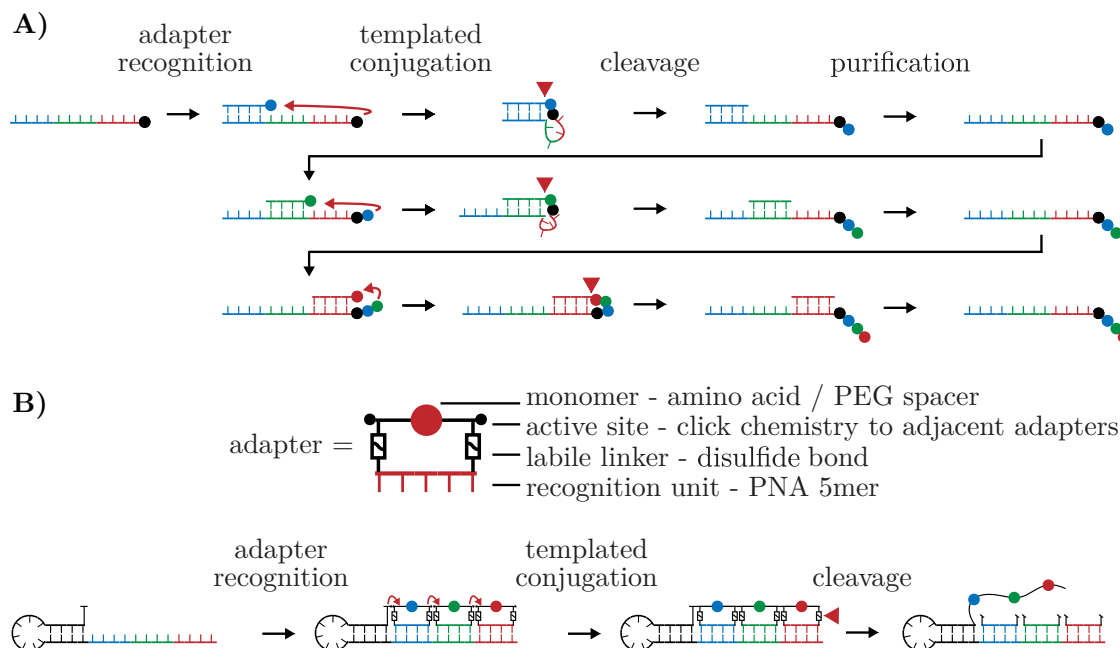 A)
adapter
recognition
templated
conjugation
cleavage
purification
B)
adapter =
monomer - amino acid / PEG spacer
active site - click chemistry to adjacent adapters
labile linker - disulfide bond
recognition unit - PNA 5mer
adapter
recognition
templated
conjugation
cleavage